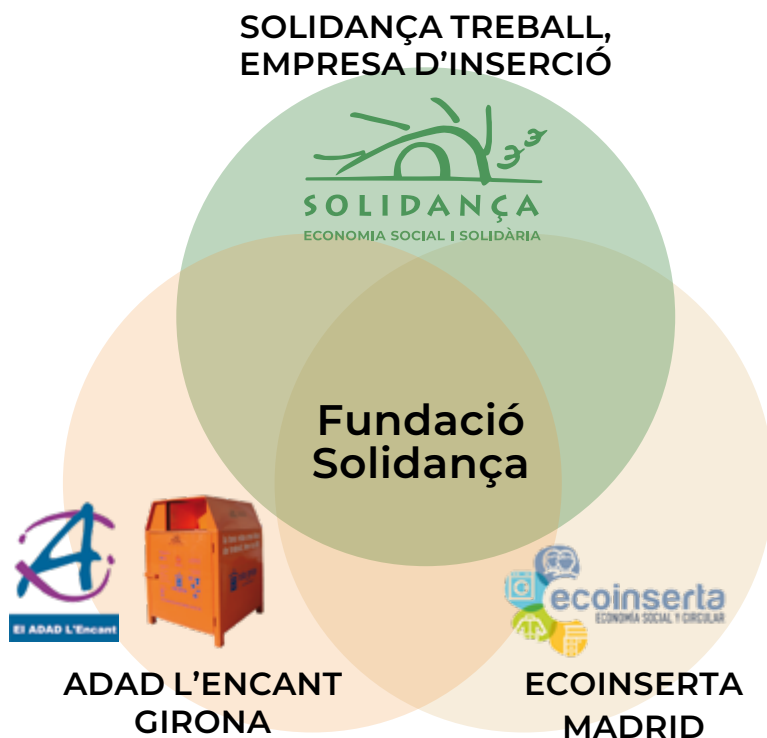 SOLIDANÇA TREBALL,
EMPRESA D’INSERCIÓ
SOLIDANÇA
ECONOMIA SOCIAL I SOLIDÀRIA
Fundació
Solidança
El ADAD L'Encant
ecoinserta
ECONOMÍA SOCIAL Y CIRCULAR
ADAD L’ENCANT
GIRONA
ECOINSERTA
MADRID